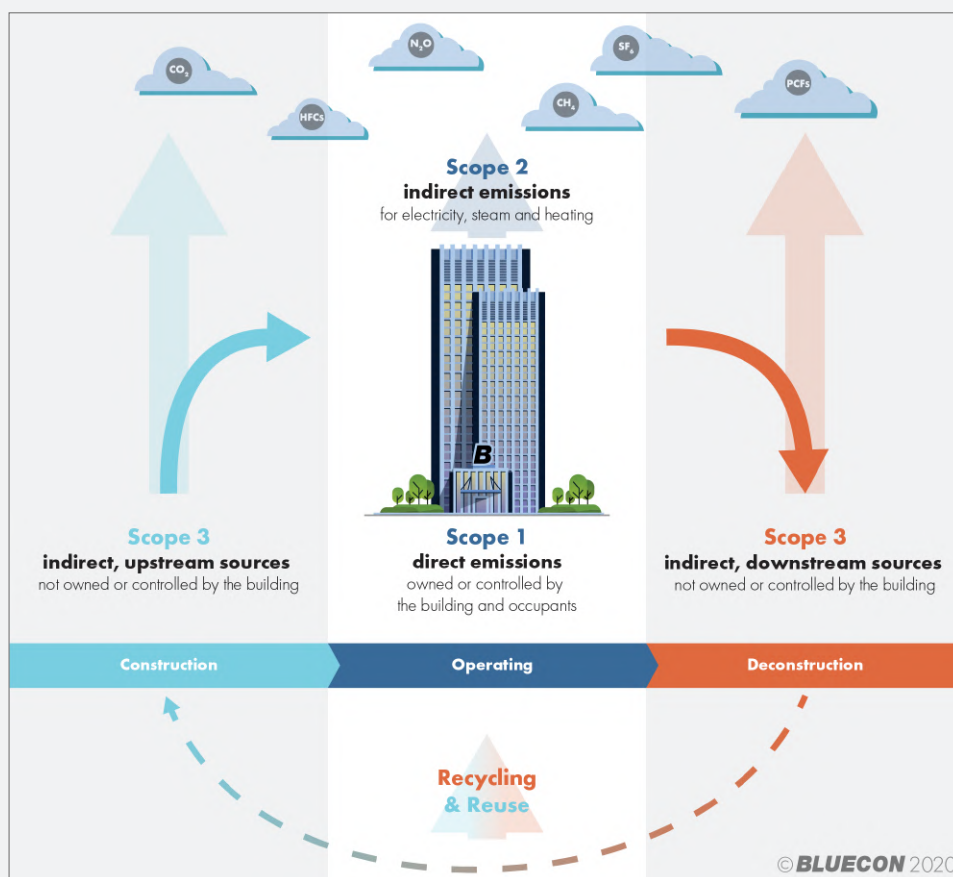 CO₂
N₂O
SF₆
PCFs
HFCs
CH₄
Scope 2
indirect emissions
for electricity, steam and heating
B
Scope 3
indirect, upstream sources
not owned or controlled by the building
Scope 1
direct emissions
owned or controlled by
the building and occupants
Scope 3
indirect, downstream sources
not owned or controlled by the building
Construction
Operating
Deconstruction
Recycling
& Reuse
© BLUECON 2020